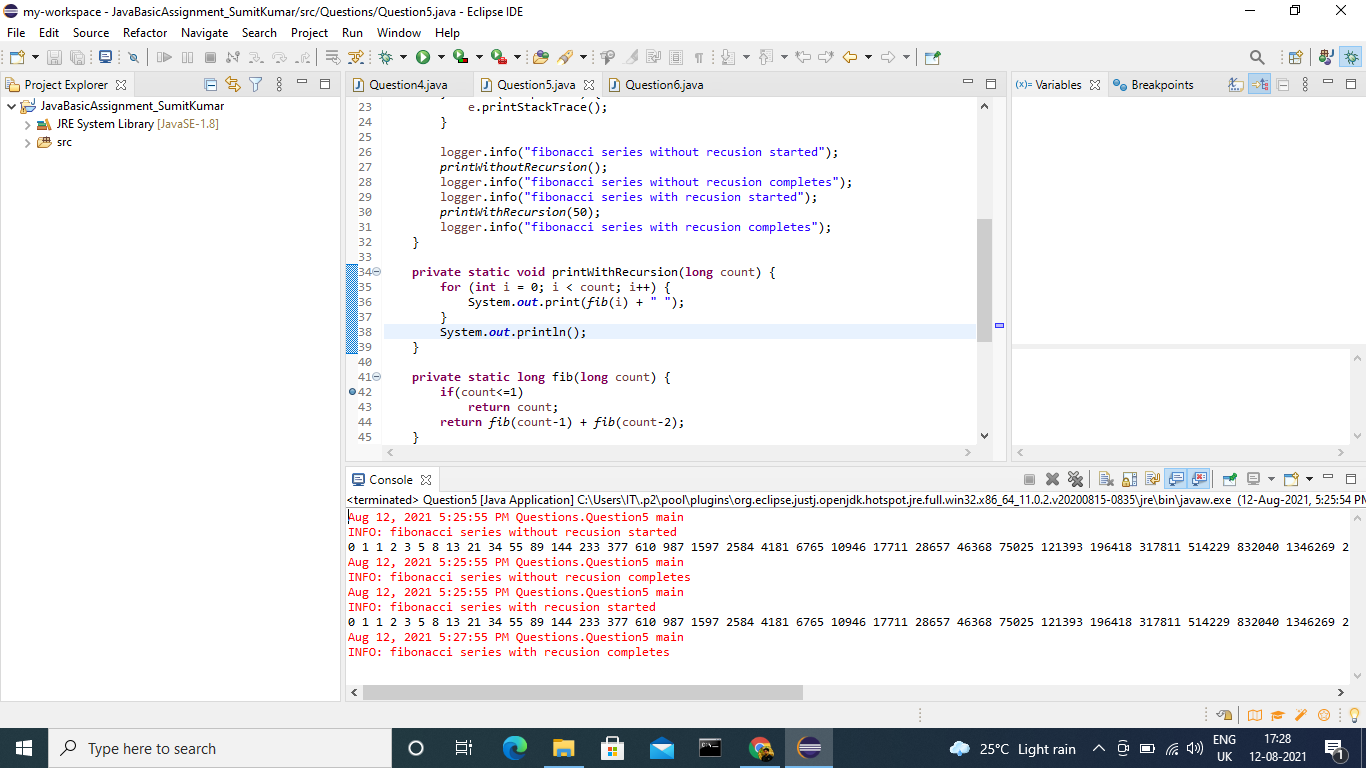 my-workspace - JavaBasicAssignment_SumitKumar/src/Questions/Question5.java - Eclipse IDE
File Edit Source Refactor Navigate Search Project Run Window Help
Project Explorer
JavaBasicAssignment_SumitKumar
JRE System Library [JavaSE-1.8]
src
Question4.java Question5.java Question6.java
23 e.printStackTrace();
24 }
25
26 logger.info("fibonacci series without recusion started");
27 printWithoutRecursion();
28 logger.info("fibonacci series without recusion completes");
29 logger.info("fibonacci series with recusion started");
30 printWithRecursion(50);
31 logger.info("fibonacci series with recusion completes");
32 }
33
34 private static void printWithRecursion(long count) {
35 for (int i = 0; i < count; i++) {
36 System.out.print(fib(i) + " ");
37 }
38 System.out.println();
39 }
40
41 private static long fib(long count) {
42 if(count<=1)
43 return count;
44 return fib(count-1) + fib(count-2);
45 }
(x)= Variables Breakpoints
Console
<terminated> Question5 [Java Application] C:\Users\IT\.p2\pool\plugins\org.eclipse.justj.openjdk.hotspot.jre.full.win32.x86_64_11.0.2.v20200815-0835\jre\bin\javaw.exe (12-Aug-2021, 5:25:54 PM
Aug 12, 2021 5:25:55 PM Questions.Question5 main
INFO: fibonacci series without recusion started
0 1 1 2 3 5 8 13 21 34 55 89 144 233 377 610 987 1597 2584 4181 6765 10946 17711 28657 46368 75025 121393 196418 317811 514229 832040 1346269 2
Aug 12, 2021 5:25:55 PM Questions.Question5 main
INFO: fibonacci series without recusion completes
Aug 12, 2021 5:25:55 PM Questions.Question5 main
INFO: fibonacci series with recusion started
0 1 1 2 3 5 8 13 21 34 55 89 144 233 377 610 987 1597 2584 4181 6765 10946 17711 28657 46368 75025 121393 196418 317811 514229 832040 1346269 2
Aug 12, 2021 5:27:55 PM Questions.Question5 main
INFO: fibonacci series with recusion completes
Type here to search
25°C Light rain
ENG
UK
17:28
12-08-2021
1